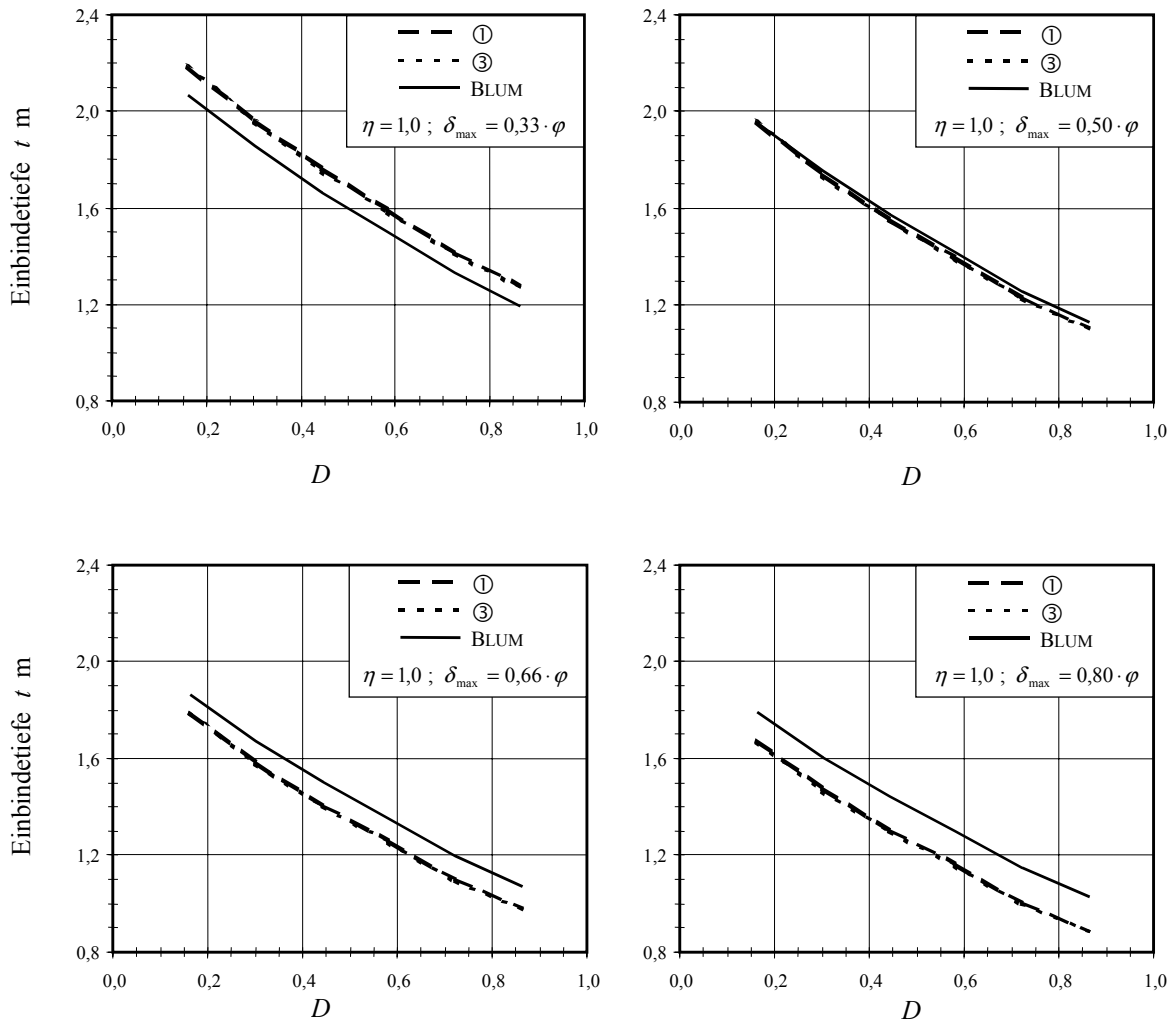 2,4
2,0
1,6
1,2
0,8
0,0 0,2 0,4 0,6 0,8 1,0
Einbindetiefe t m
D
①
③
BLUM
η = 1,0 ; δmax = 0,33 · φ
2,4
2,0
1,6
1,2
0,8
0,0 0,2 0,4 0,6 0,8 1,0
D
①
③
BLUM
η = 1,0 ; δmax = 0,50 · φ
2,4
2,0
1,6
1,2
0,8
0,0 0,2 0,4 0,6 0,8 1,0
Einbindetiefe t m
D
①
③
BLUM
η = 1,0 ; δmax = 0,66 · φ
2,4
2,0
1,6
1,2
0,8
0,0 0,2 0,4 0,6 0,8 1,0
D
①
③
BLUM
η = 1,0 ; δmax = 0,80 · φ